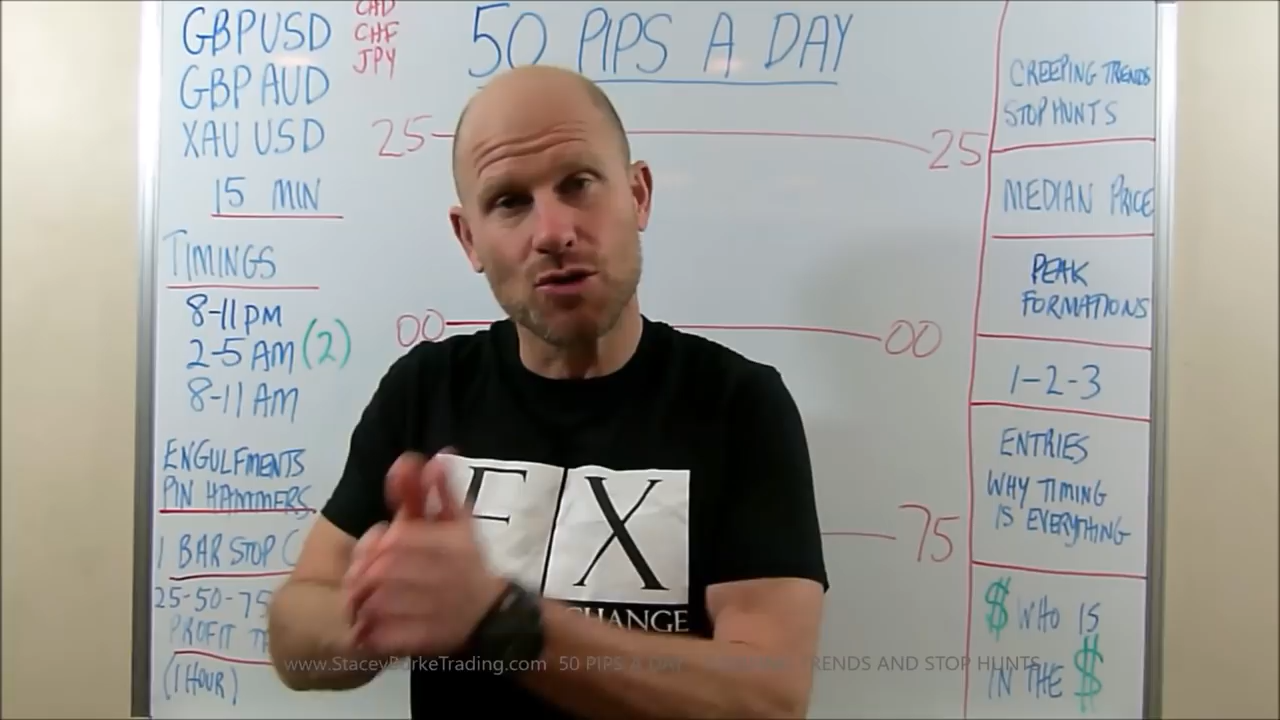 GBPUSD
GBP AUD
XAU USD
15 MIN
TIMINGS
8-11 PM
2-5 AM (2)
8-11 AM
ENGULFMENTS
PIN HAMMERS
1 BAR STOP
25-50-75
PROFIT
(1 HOUR)
CAD
CHF
JPY
50 PIPS A DAY
25 25
00 00
75
CREEPING TRENDS
STOP HUNTS
MEDIAN PRICE
PEAK
FORMATIONS
1-2-3
ENTRIES
WHY TIMING
IS EVERYTHING
$ WHO IS
IN THE $
FX
www.StaceyBurkeTrading.com 50 PIPS A DAY TRENDS AND STOP HUNTS